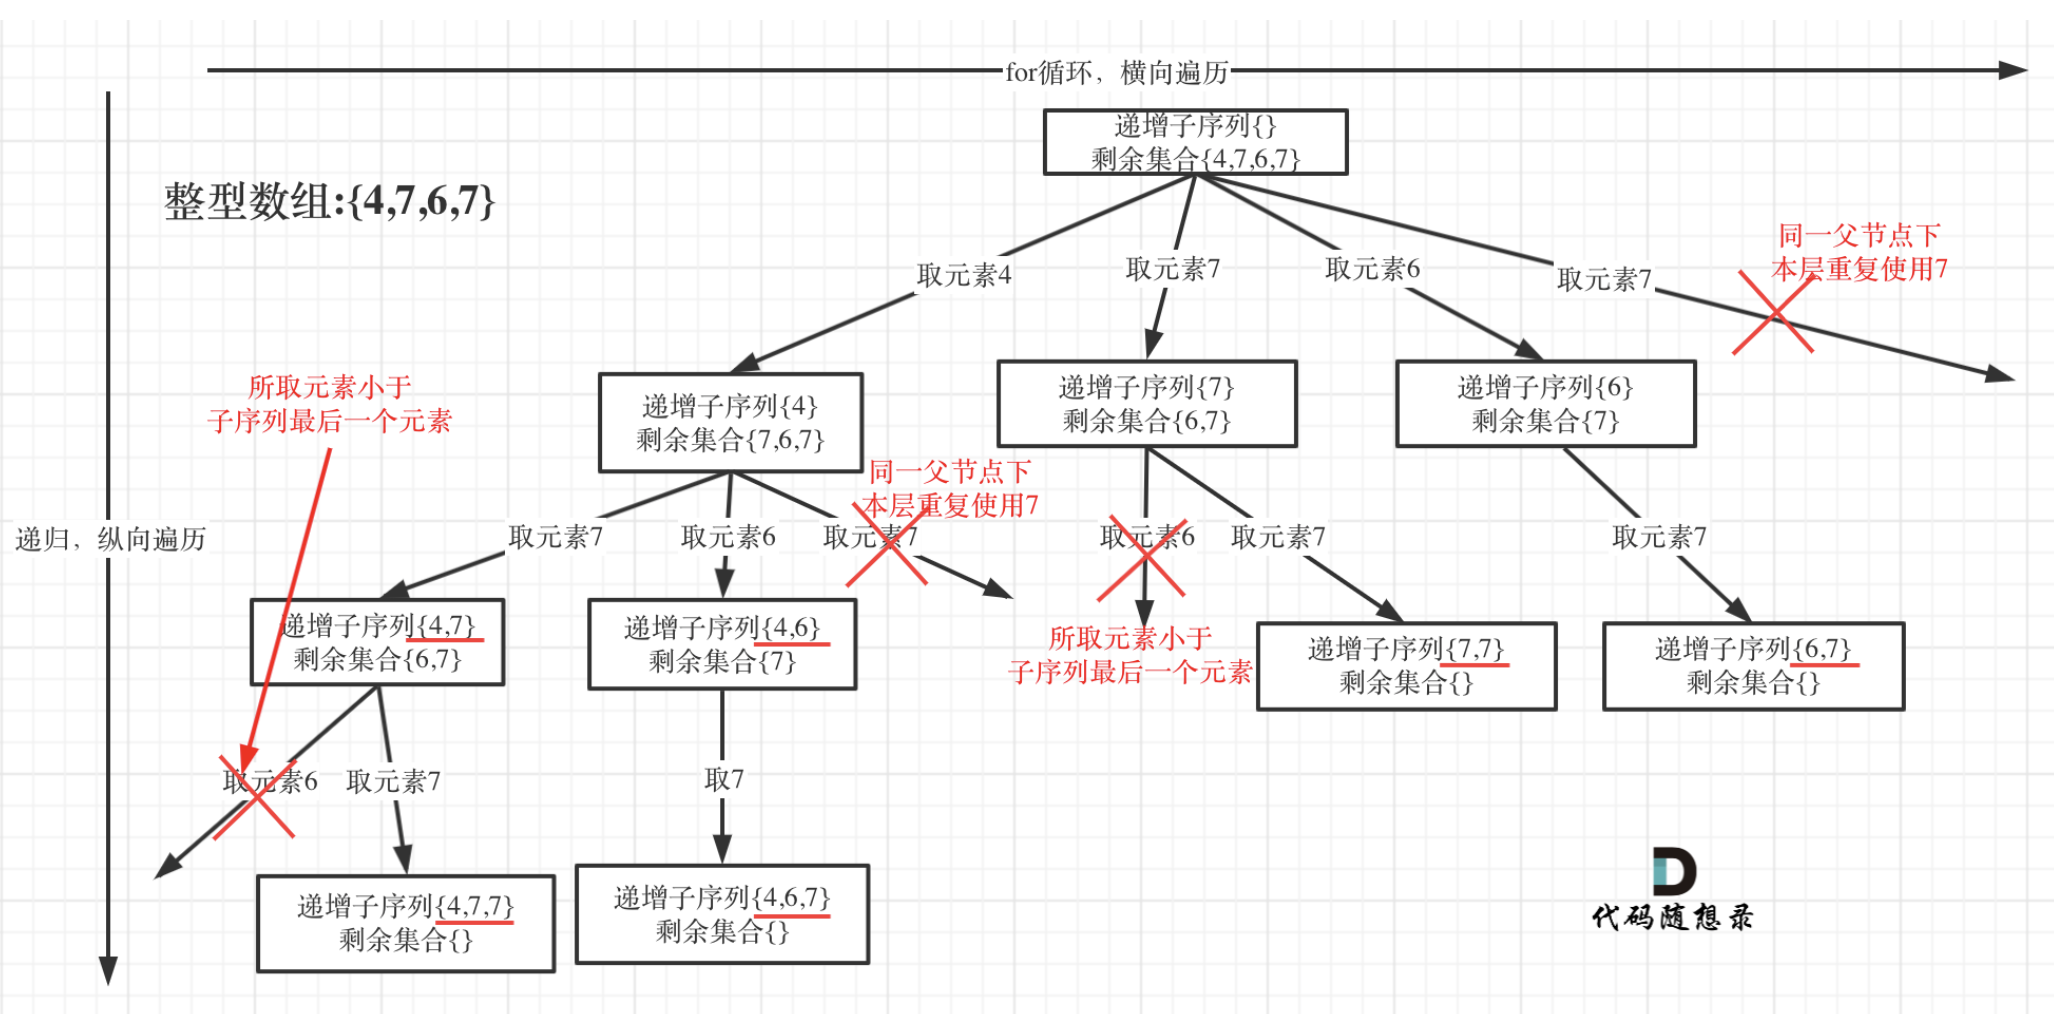 for循环，横向遍历
递增子序列{}
剩余集合{4,7,6,7}
整型数组:{4,7,6,7}
同一父节点下
本层重复使用7
取元素4
取元素7
取元素6
取元素7
所取元素小于
子序列最后一个元素
递增子序列{4}
剩余集合{7,6,7}
递增子序列{7}
剩余集合{6,7}
递增子序列{6}
剩余集合{7}
同一父节点下
本层重复使用7
递归，纵向遍历
取元素7
取元素6
取元素7
取元素6
取元素7
取元素7
递增子序列{4,7}
剩余集合{6,7}
递增子序列{4,6}
剩余集合{7}
所取元素小于
子序列最后一个元素
递增子序列{7,7}
剩余集合{}
递增子序列{6,7}
剩余集合{}
取元素6
取元素7
取7
递增子序列{4,7,7}
剩余集合{}
递增子序列{4,6,7}
剩余集合{}
代码随想录